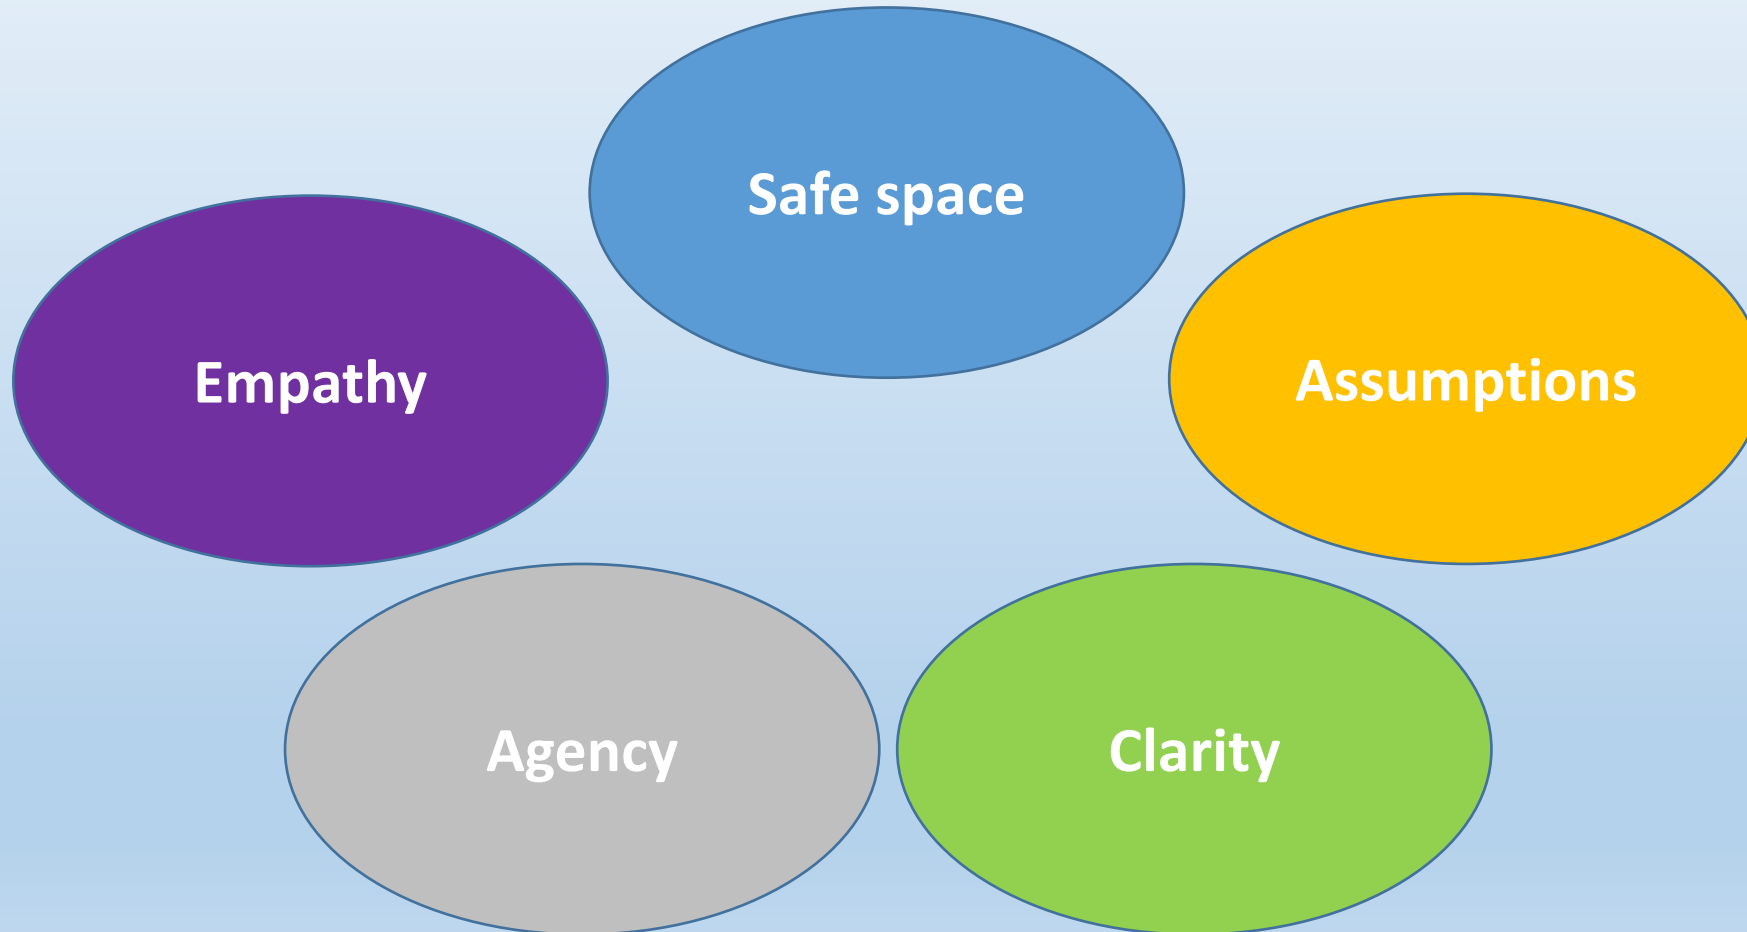 Safe space
Empathy
Assumptions
Agency
Clarity